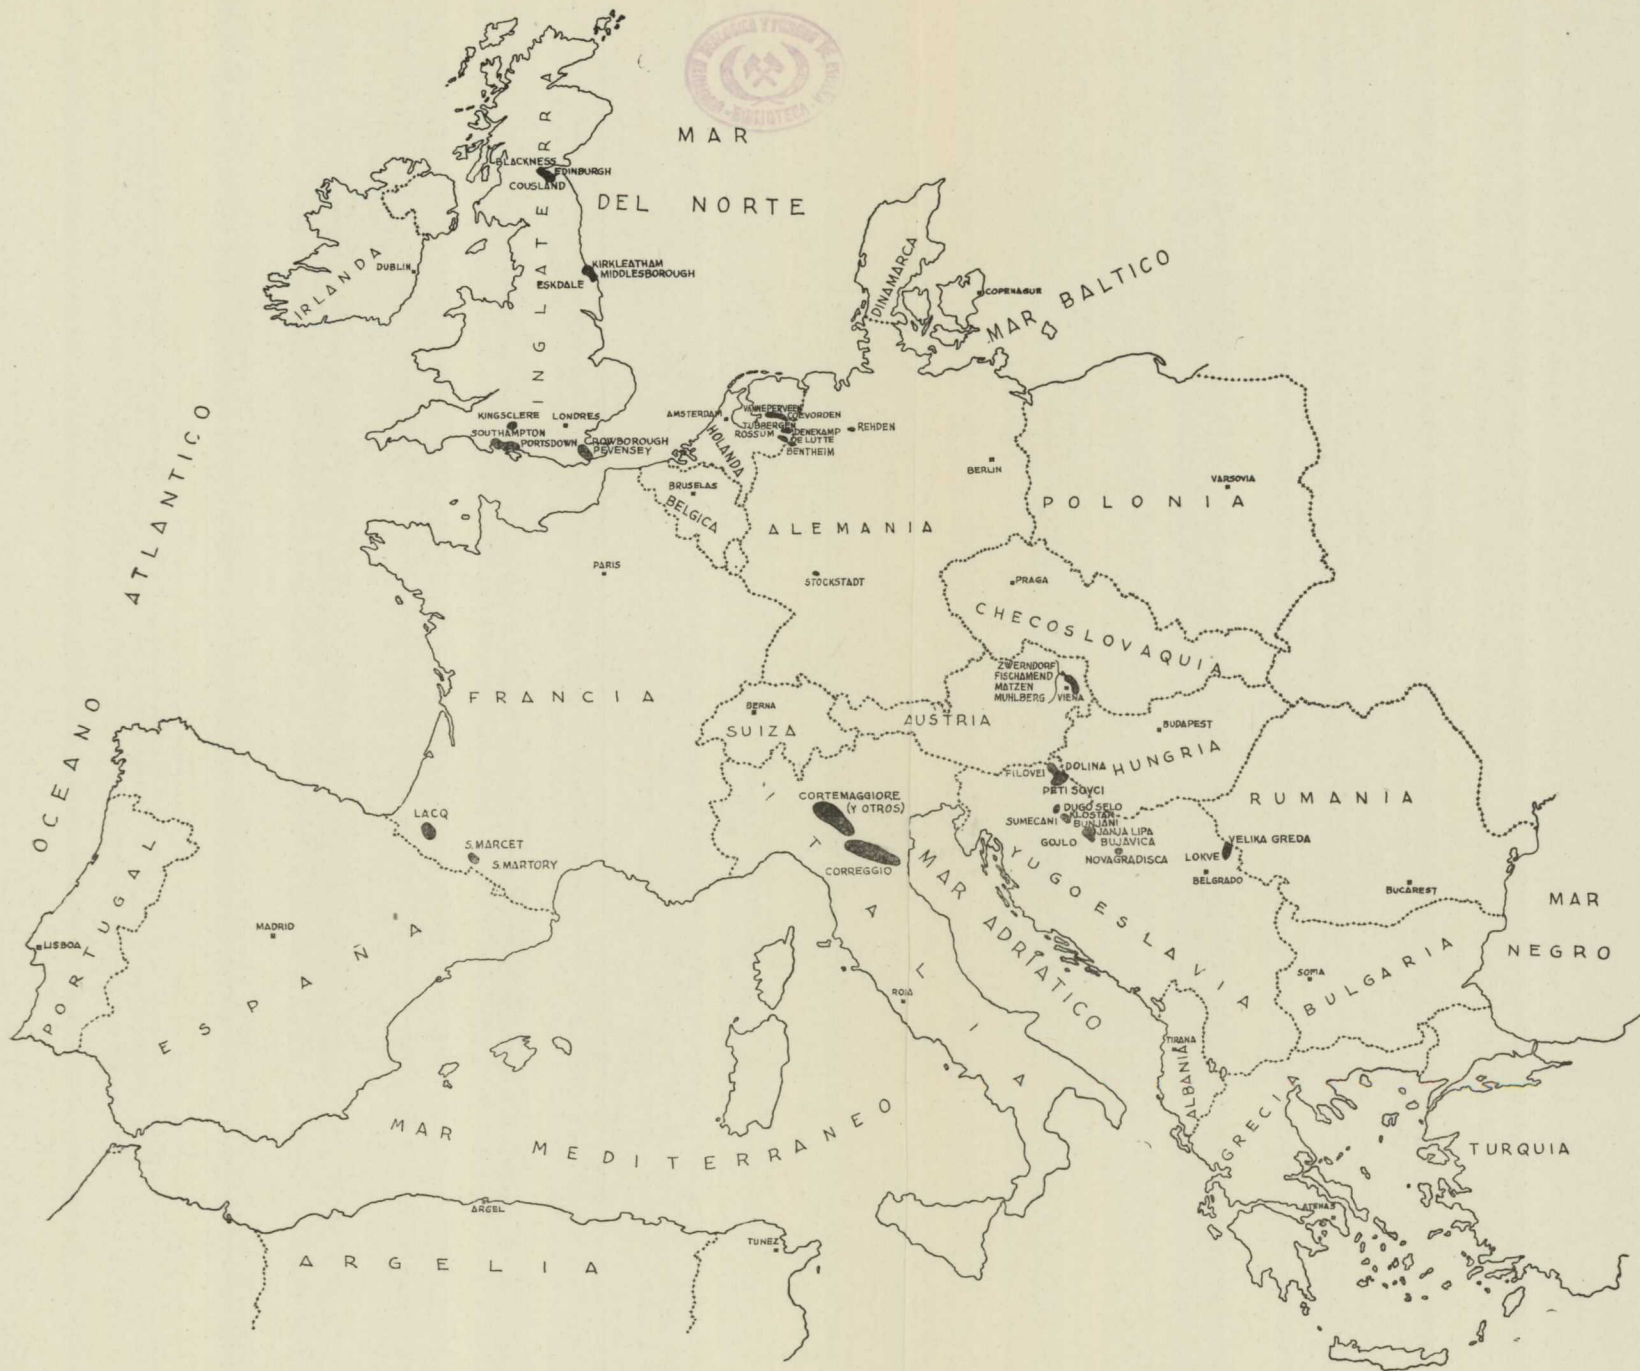 MAR
DEL NORTE
BLACKNESS
EDINBURGH
COUSLAND
INGLATERRA
KIRKLEATHAM
MIDDLESBOROUGH
ESKDALE
DUBLIN
IRLANDA
DINAMARCA
COPENAGUE
MAR BALTICO
KINGSCLERE
LONDRES
SOUTHAMPTON
PORTSDOWN
CROWBOROUGH
PEVENSEY
AMSTERDAM
HOLANDA
COEVORDEN
TUBBERGEN
DENEKAMP
ROSSUM
DE LUTTE
BENTHEIM
REHDEN
BERLIN
VARSOVIA
POLONIA
BRUSELAS
BELGICA
ALEMANIA
OCEANO ATLANTICO
PARIS
STOCKSTADT
PRAGA
CHECOSLOVAQUIA
ZWERNDORF
FISCHAMEND
MATZEN
MUHLBERG
VIENA
FRANCIA
BERNA
SUIZA
AUSTRIA
BUDAPEST
HUNGRIA
FILOVEI
DOLINA
PETI SOVCI
CORTEMAGGIORE
(Y OTROS)
DUGO SELO
SUMECANI
KLOSTAR
BUNJANI
GOJLO
JANJA LIPA
BUJAVICA
NOVAGRADISCA
RUMANIA
LOKVE
VELIKA GREDA
BELGRADO
BUCAREST
LACQ
S. MARCET
S. MARTORY
CORREGGIO
ITALIA
MAR ADRIATICO
YUGOESLAVIA
MAR
NEGRO
MADRID
LISBOA
PORTUGAL
ESPAÑA
ROIA
SOMA
BULGARIA
TIRANA
ALBANIA
GRECIA
TURQUIA
MAR MEDITERRANEO
ATENAS
ARGEL
TUNEZ
ARGELIA
BIBLIOTECA